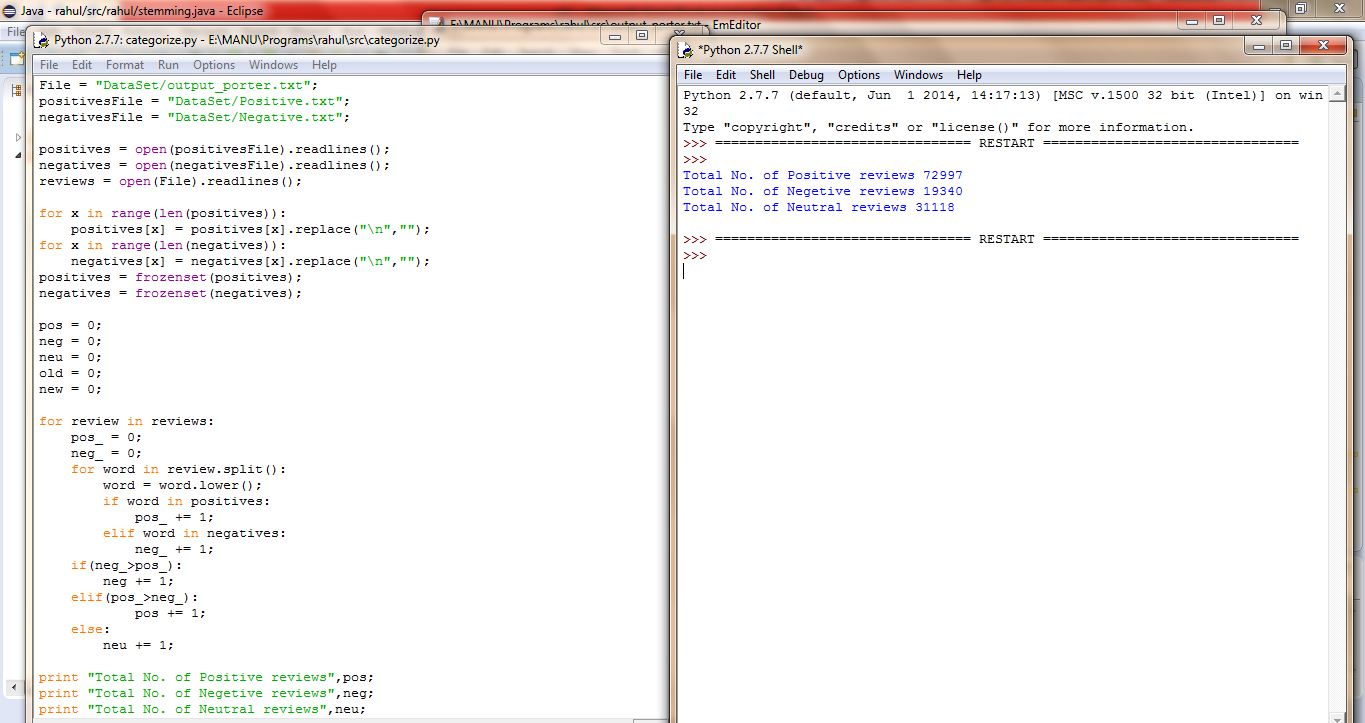 Java - rahul/src/rahul/stemming.java - Eclipse
E:\MANU\Programs\rahul\src\output_porter.txt - EmEditor
File
Python 2.7.7: categorize.py - E:\MANU\Programs\rahul\src\categorize.py
File Edit Format Run Options Windows Help
File = "DataSet/output_porter.txt";
positivesFile = "DataSet/Positive.txt";
negativesFile = "DataSet/Negative.txt";
positives = open(positivesFile).readlines();
negatives = open(negativesFile).readlines();
reviews = open(File).readlines();
for x in range(len(positives)):
    positives[x] = positives[x].replace("\n","");
for x in range(len(negatives)):
    negatives[x] = negatives[x].replace("\n","");
positives = frozenset(positives);
negatives = frozenset(negatives);
pos = 0;
neg = 0;
neu = 0;
old = 0;
new = 0;
for review in reviews:
    pos_ = 0;
    neg_ = 0;
    for word in review.split():
        word = word.lower();
        if word in positives:
            pos_ += 1;
        elif word in negatives:
            neg_ += 1;
    if(neg_>pos_):
        neg += 1;
    elif(pos_>neg_):
            pos += 1;
    else:
        neu += 1;
print "Total No. of Positive reviews",pos;
print "Total No. of Negetive reviews",neg;
print "Total No. of Neutral reviews",neu;
*Python 2.7.7 Shell*
File Edit Shell Debug Options Windows Help
Python 2.7.7 (default, Jun  1 2014, 14:17:13) [MSC v.1500 32 bit (Intel)] on win
32
Type "copyright", "credits" or "license()" for more information.
>>> ================================ RESTART ================================
>>>
Total No. of Positive reviews 72997
Total No. of Negetive reviews 19340
Total No. of Neutral reviews 31118
>>> ================================ RESTART ================================
>>>